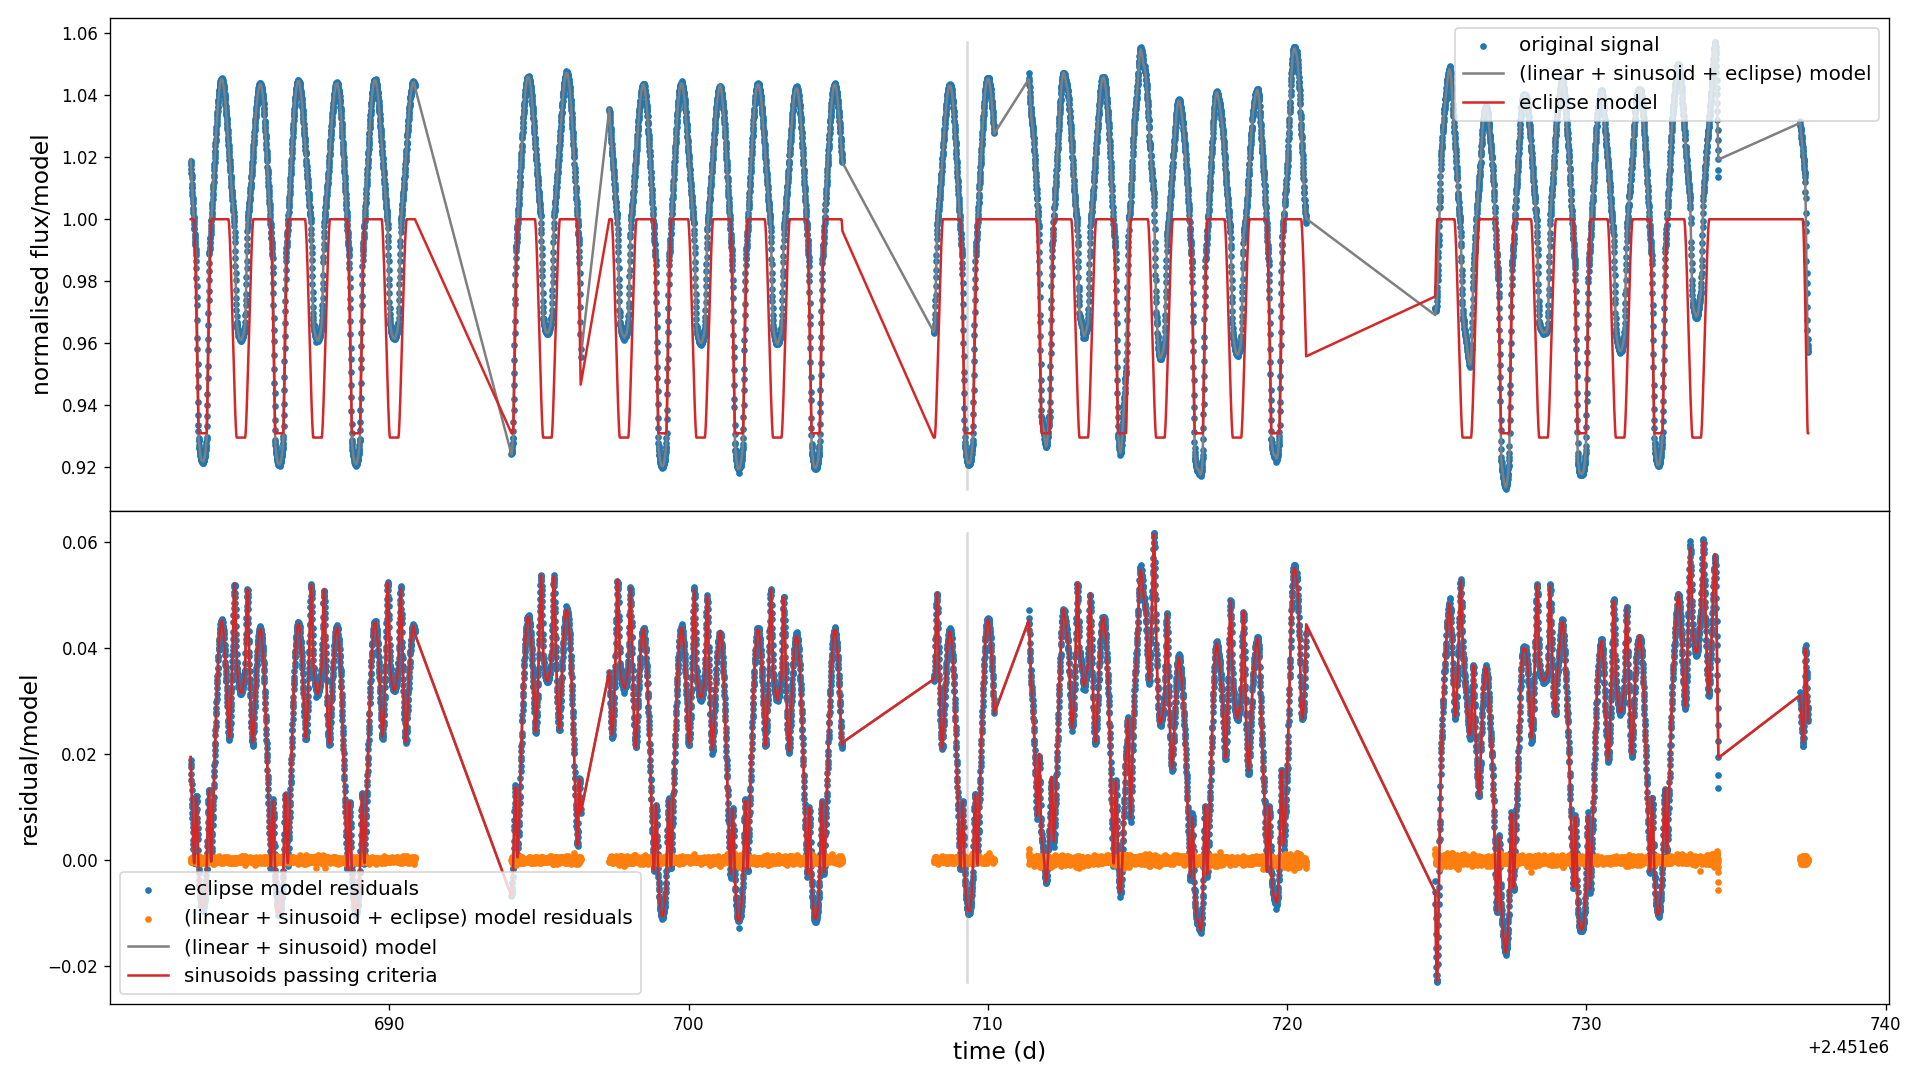 1.06
1.04
1.02
1.00
0.98
0.96
0.94
0.92
normalised flux/model
original signal
(linear + sinusoid + eclipse) model
eclipse model
0.06
0.04
0.02
0.00
−0.02
residual/model
eclipse model residuals
(linear + sinusoid + eclipse) model residuals
(linear + sinusoid) model
sinusoids passing criteria
690
700
710
720
730
740
+2.451e6
time (d)